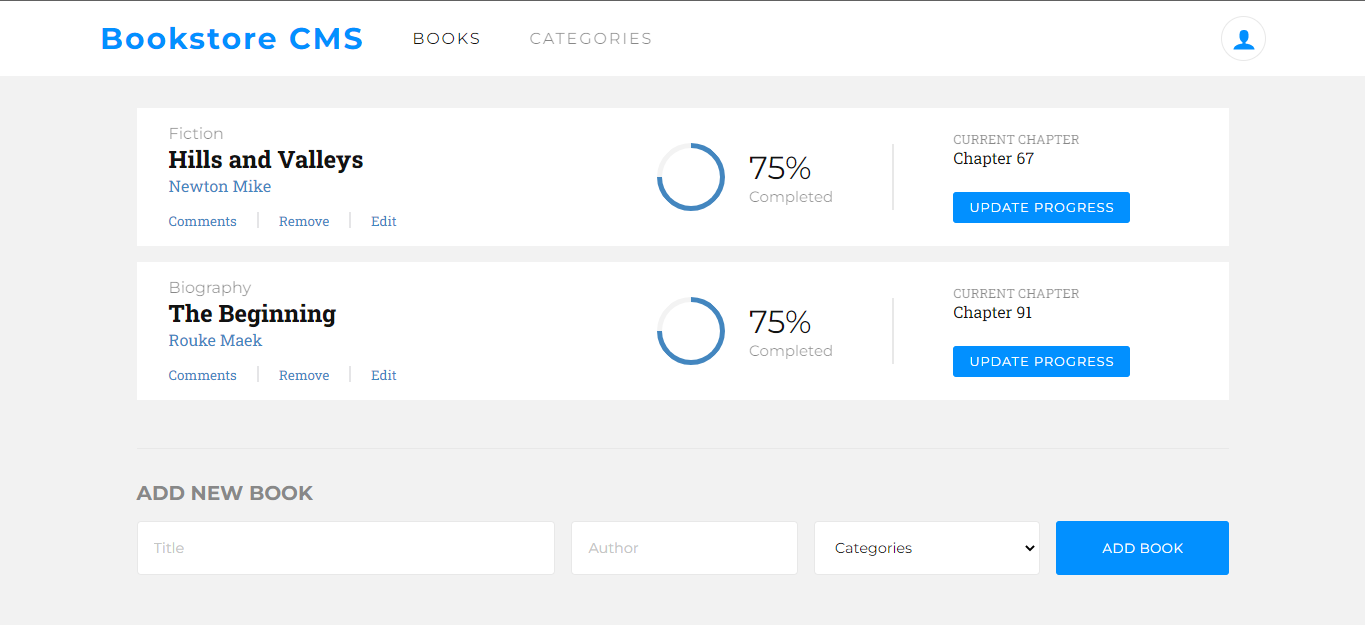 Bookstore CMS BOOKS CATEGORIES
Fiction
Hills and Valleys
Newton Mike
Comments Remove Edit
75%
Completed
CURRENT CHAPTER
Chapter 67
UPDATE PROGRESS
Biography
The Beginning
Rouke Maek
Comments Remove Edit
75%
Completed
CURRENT CHAPTER
Chapter 91
UPDATE PROGRESS
ADD NEW BOOK
Title Author Categories ADD BOOK